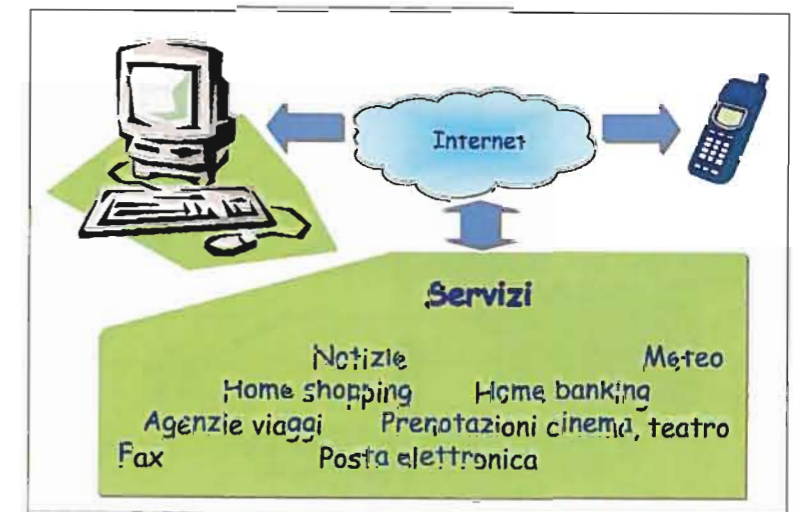 Internet
Servizi
Notizie Meteo
Home shopping Home banking
Agenzie viaggi Prenotazioni cinema, teatro
Fax Posta elettronica